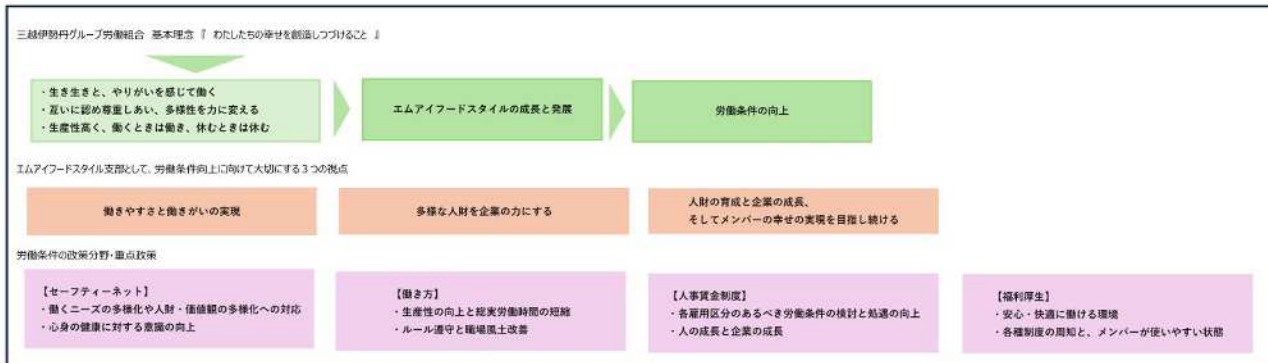 三越伊勢丹グループ労働組合 基本理念『 わたしたちの幸せを創造しつづけること 』
・生き生きと、やりがいを感じて働く
・互いに認め尊重しあい、多様性を力に変える
・生産性高く、働くときは働き、休むときは休む
エムアイフードスタイルの成長と発展
労働条件の向上
エムアイフードスタイル支部として、労働条件向上に向けて大切にする3つの視点
働きやすさと働きがいの実現
多様な人財を企業の力にする
人財の育成と企業の成長、
そしてメンバーの幸せの実現を目指し続ける
労働条件の政策分野・重点政策
【セーフティーネット】
・働くニーズの多様化や人財・価値観の多様化への対応
・心身の健康に対する意識の向上
【働き方】
・生産性の向上と総実労働時間の短縮
・ルール遵守と職場風土改善
【人事賃金制度】
・各雇用区分のあるべき労働条件の検討と処遇の向上
・人の成長と企業の成長
【福利厚生】
・安心・快適に働ける環境
・各種制度の周知と、メンバーが使いやすい状態